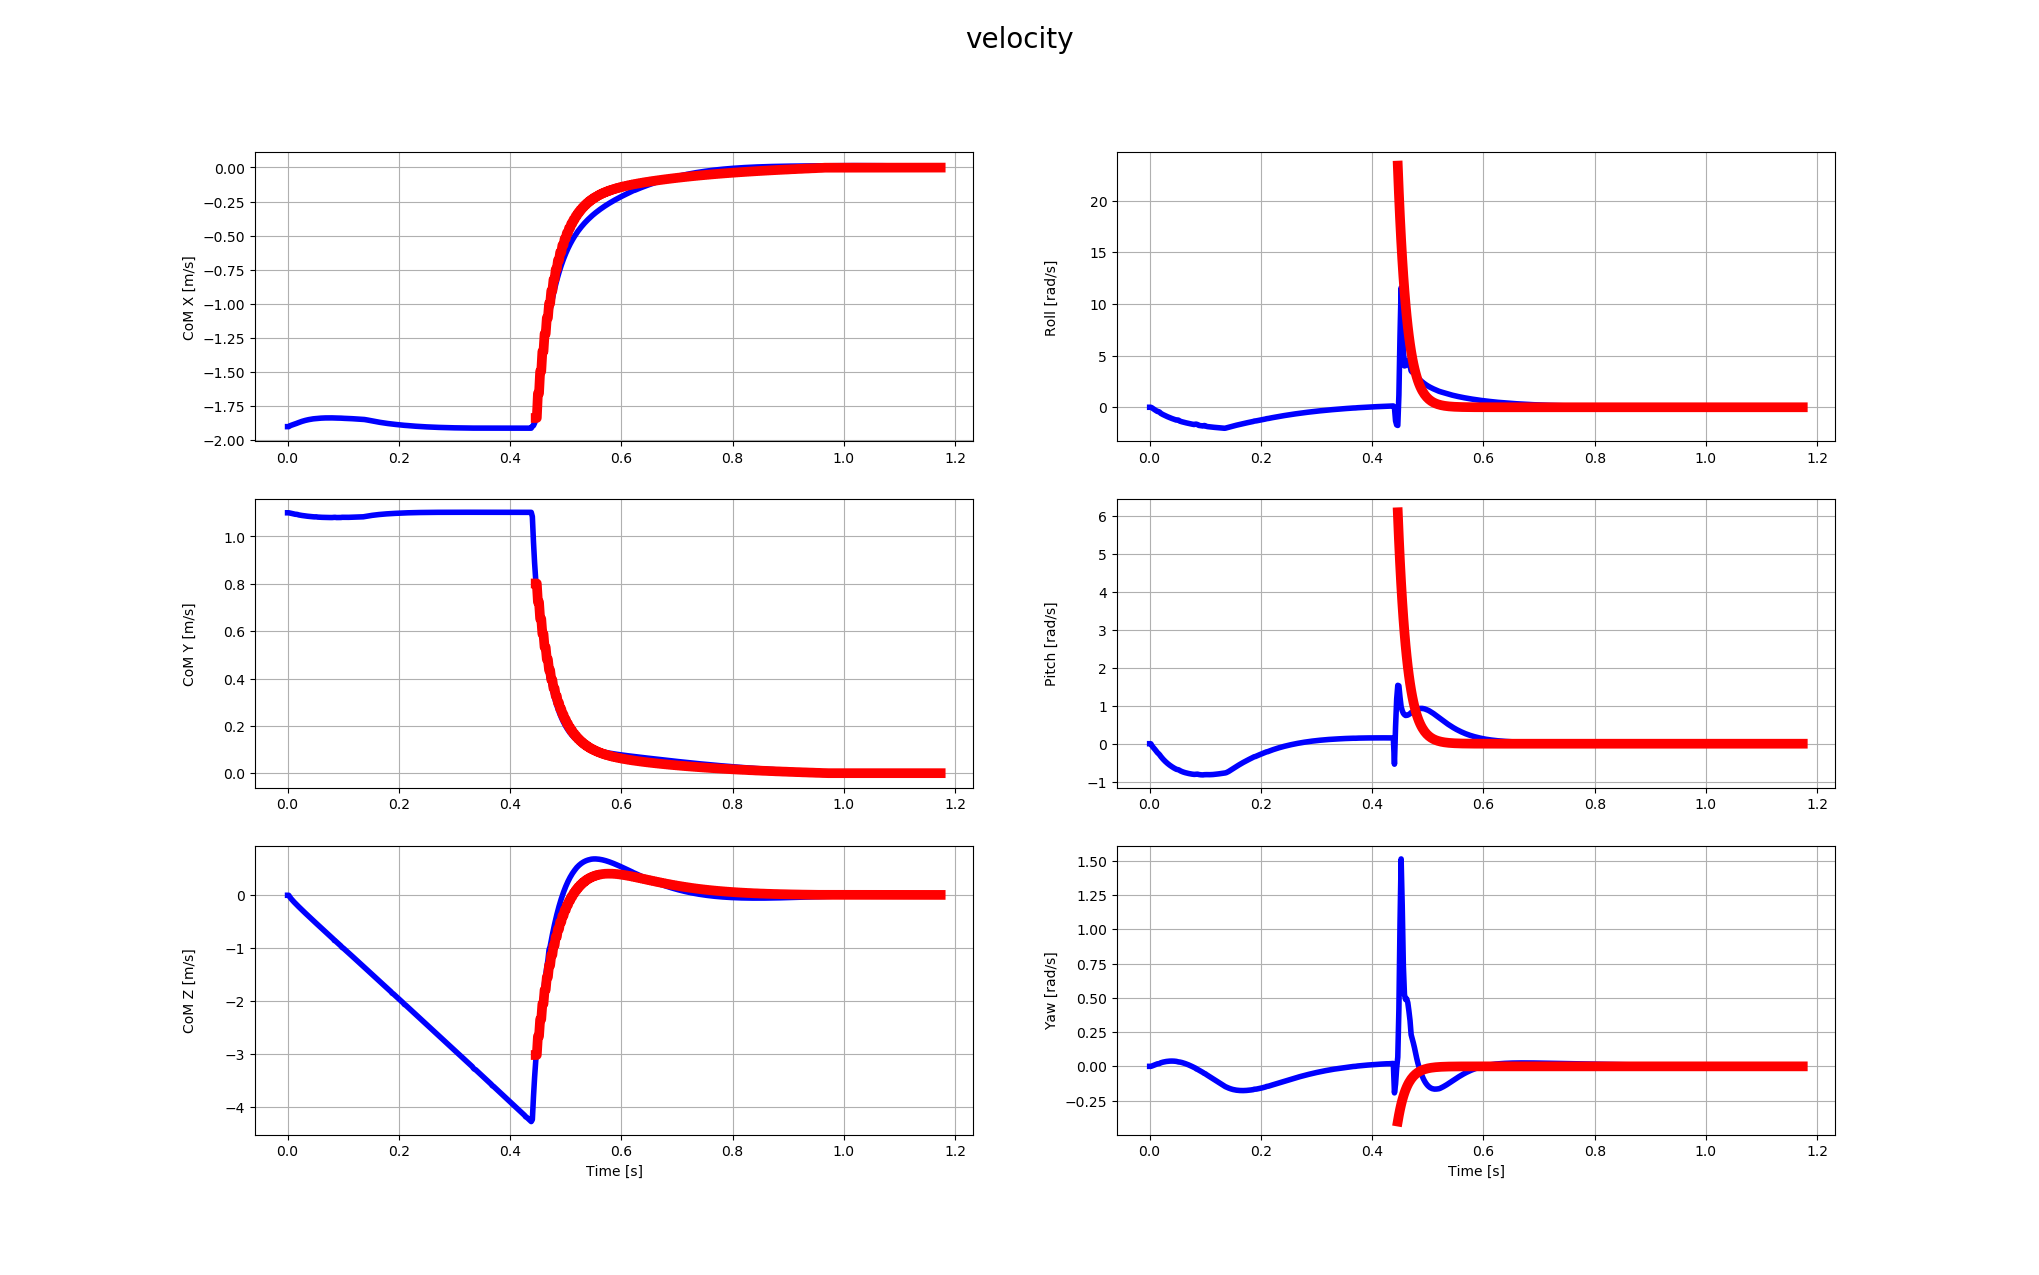 velocity
CoM X [m/s]
0.00
−0.25
−0.50
−0.75
−1.00
−1.25
−1.50
−1.75
−2.00
0.0 0.2 0.4 0.6 0.8 1.0 1.2
Roll [rad/s]
20
15
10
5
0
0.0 0.2 0.4 0.6 0.8 1.0 1.2
CoM Y [m/s]
1.0
0.8
0.6
0.4
0.2
0.0
0.0 0.2 0.4 0.6 0.8 1.0 1.2
Pitch [rad/s]
6
5
4
3
2
1
0
−1
0.0 0.2 0.4 0.6 0.8 1.0 1.2
CoM Z [m/s]
0
−1
−2
−3
−4
0.0 0.2 0.4 0.6 0.8 1.0 1.2
Time [s]
Yaw [rad/s]
1.50
1.25
1.00
0.75
0.50
0.25
0.00
−0.25
0.0 0.2 0.4 0.6 0.8 1.0 1.2
Time [s]